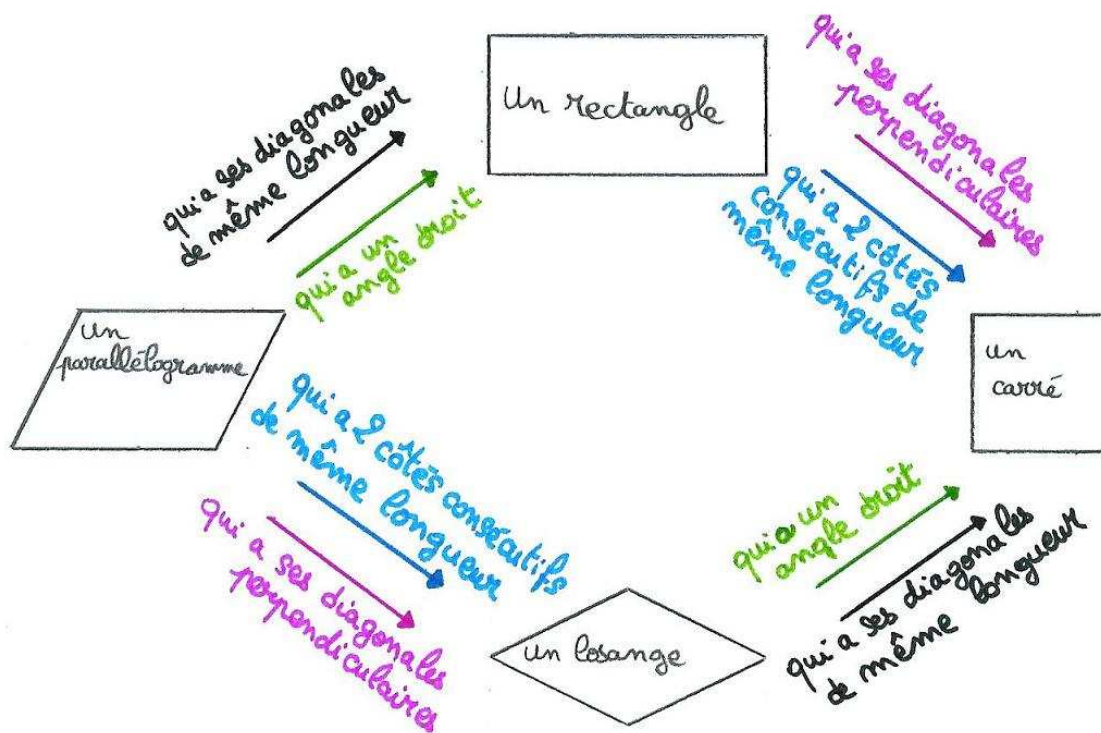 un rectangle
qui a ses diagonales
de même longueur
qui a un
angle droit
qui a ses diagonales
perpendiculaires
qui a 2 côtés
consécutifs de
même longueur
un
parallélogramme
un
carré
qui a 2 côtés consécutifs
de même longueur
qui a ses diagonales
perpendiculaires
un losange
qui a un
angle droit
qui a ses diagonales
de même longueur